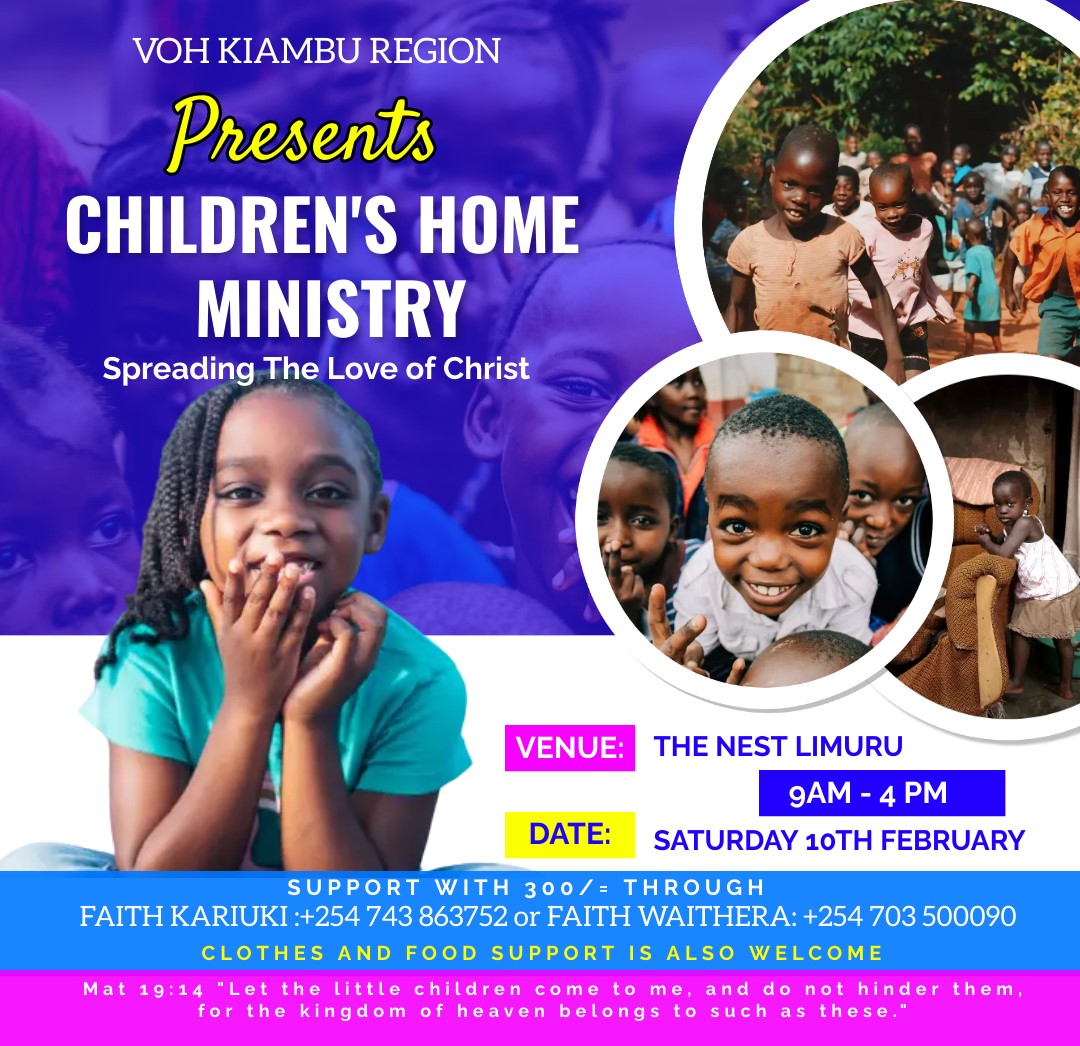 VOH KIAMBU REGION
Presents
CHILDREN'S HOME
MINISTRY
Spreading The Love of Christ
VENUE: THE NEST LIMURU
9AM - 4 PM
DATE: SATURDAY 10TH FEBRUARY
SUPPORT WITH 300/= THROUGH
FAITH KARIUKI :+254 743 863752 or FAITH WAITHERA: +254 703 500090
CLOTHES AND FOOD SUPPORT IS ALSO WELCOME
Mat 19:14 "Let the little children come to me, and do not hinder them,
for the kingdom of heaven belongs to such as these."